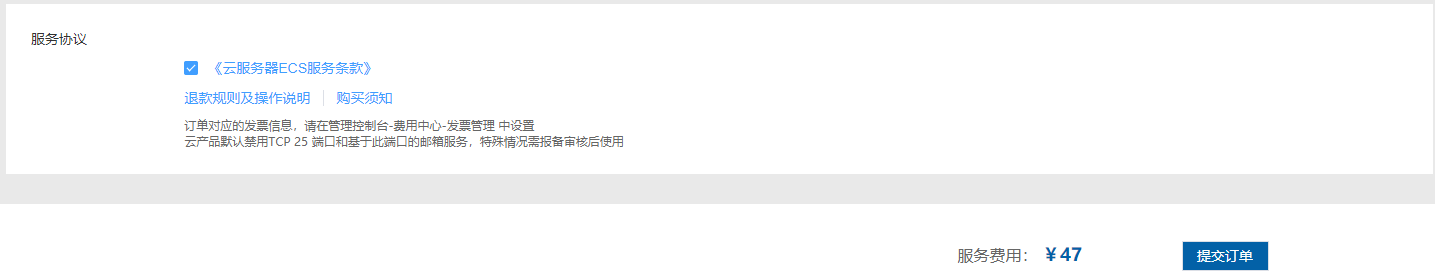 服务协议
《云服务器ECS服务条款》
退款规则及操作说明 购买须知
订单对应的发票信息，请在管理控制台-费用中心-发票管理 中设置
云产品默认禁用TCP 25 端口和基于此端口的邮箱服务，特殊情况需报备审核后使用
服务费用： ¥ 47 提交订单